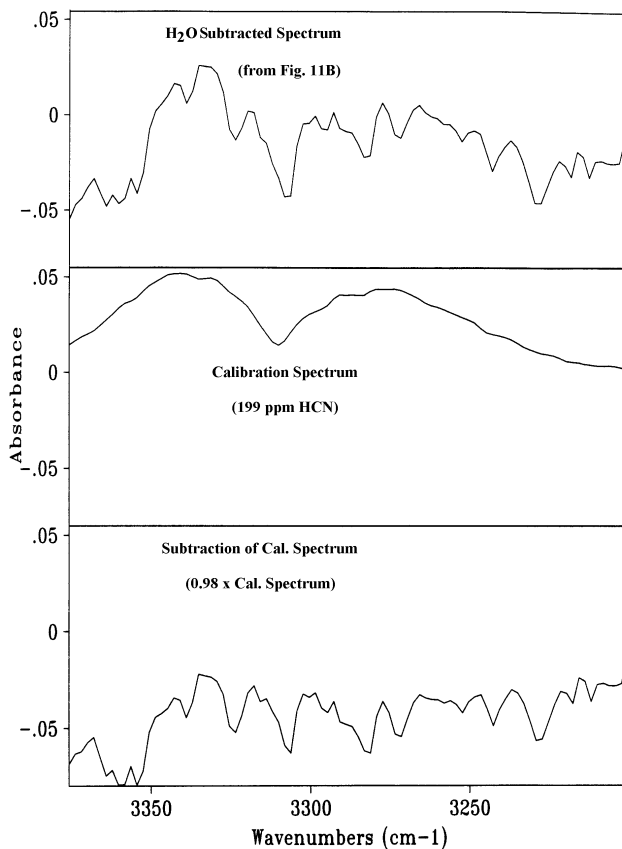 .05
H2O Subtracted Spectrum
(from Fig. 11B)
0
-.05
.05
0
Calibration Spectrum
(199 ppm HCN)
-.05
Absorbance
.05
Subtraction of Cal. Spectrum
(0.98 x Cal. Spectrum)
0
-.05
3350 3300 3250
Wavenumbers (cm-1)